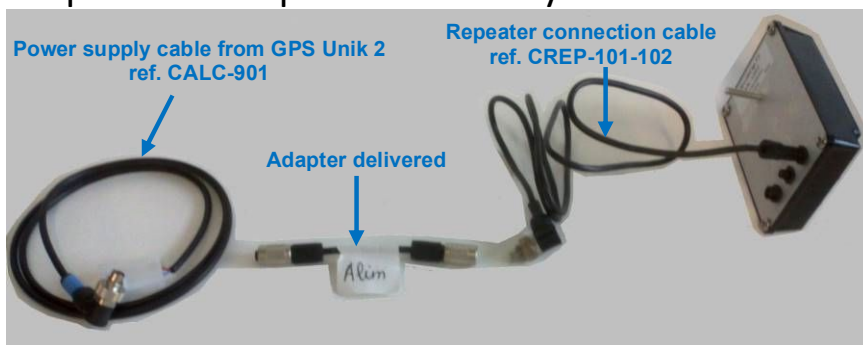 Power supply cable from GPS Unik 2
ref. CALC-901
Repeater connection cable
ref. CREP-101-102
Adapter delivered
Alim